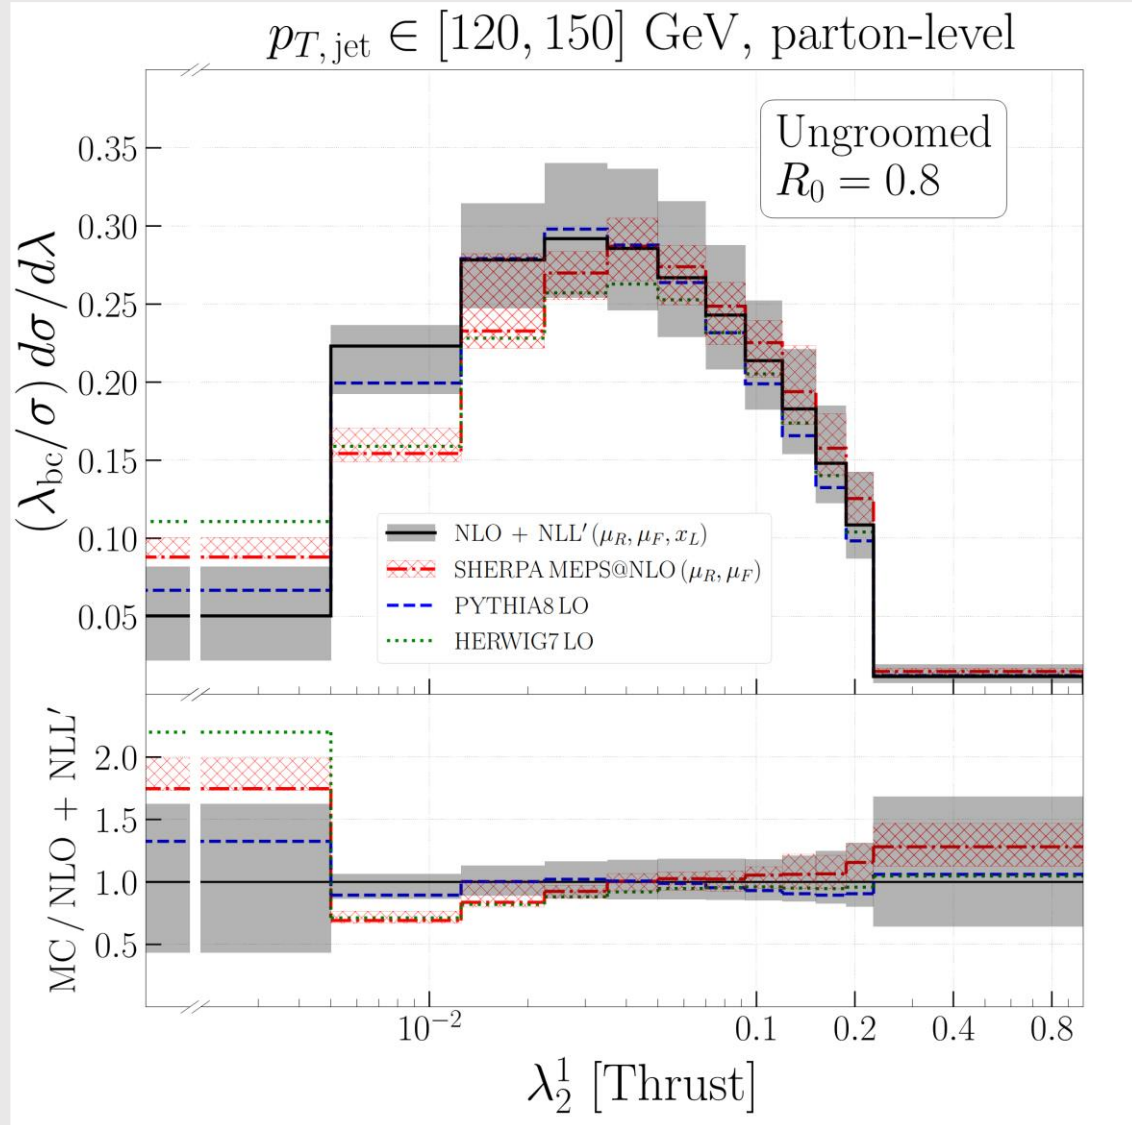 p_{T, jet} ∈ [120, 150] GeV, parton-level
Ungroomed
R_0 = 0.8
(λ_bc/σ) dσ/dλ
0.35
0.30
0.25
0.20
0.15
0.10
0.05
NLO + NLL′ (μ_R, μ_F, x_L)
SHERPA MEPS@NLO (μ_R, μ_F)
PYTHIA8 LO
HERWIG7 LO
MC / NLO + NLL′
2.0
1.5
1.0
0.5
10^{-2} 0.1 0.2 0.4 0.8
λ^1_2 [Thrust]